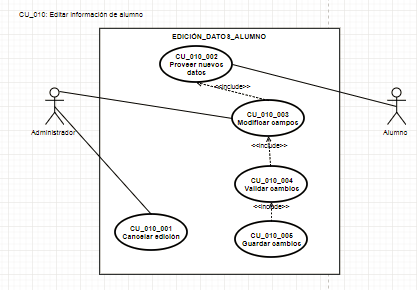 CU_010: Editar información de alumno
EDICIÓN_DATOS_ALUMNO
CU_010_002
Proveer nuevos
datos
<<include>>
CU_010_003
Modificar campos
Administrador
Alumno
<<include>>
CU_010_004
Validar cambios
<<include>>
CU_010_001
Cancelar edición
CU_010_005
Guardar cambios